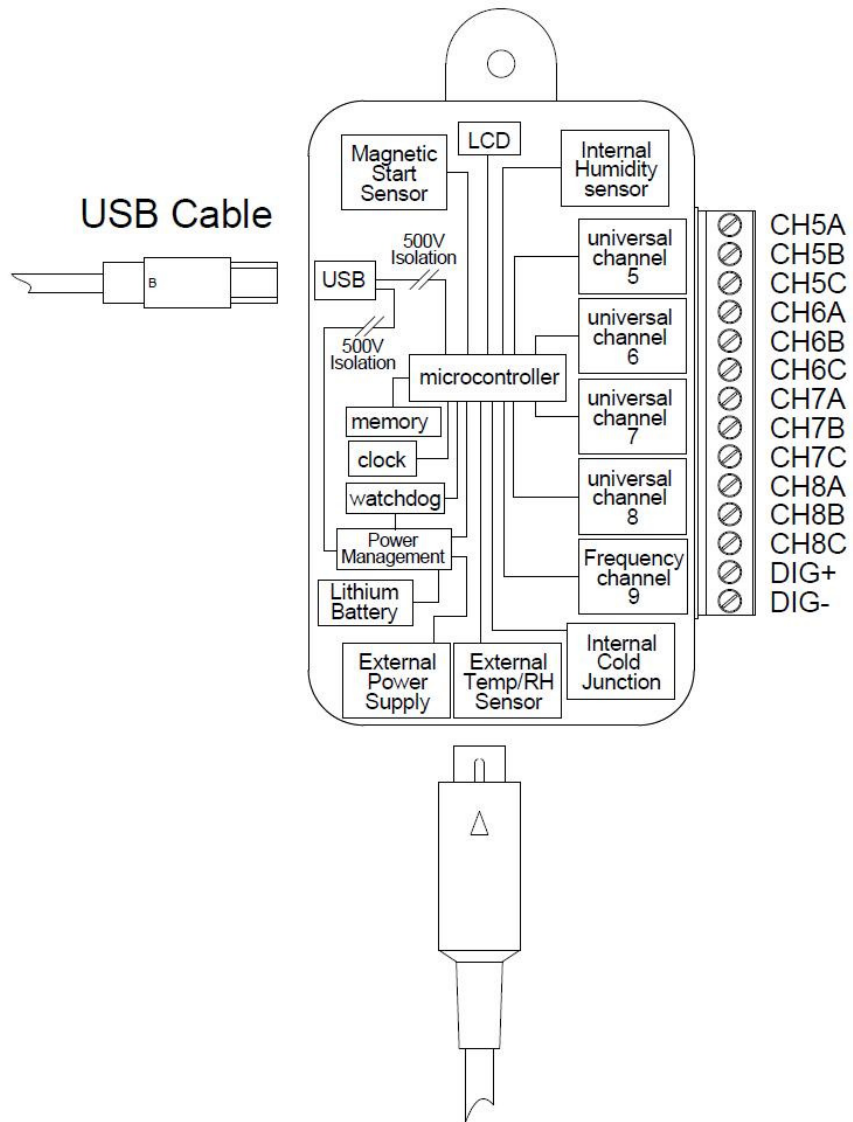 LCD
Magnetic
Start
Sensor
Internal
Humidity
sensor
USB Cable
B
500V
Isolation
USB
500V
Isolation
universal
channel
5
universal
channel
6
microcontroller
universal
channel
7
memory
clock
watchdog
universal
channel
8
Power
Management
Frequency
channel
9
Lithium
Battery
External
Power
Supply
External
Temp/RH
Sensor
Internal
Cold
Junction
CH5A
CH5B
CH5C
CH6A
CH6B
CH6C
CH7A
CH7B
CH7C
CH8A
CH8B
CH8C
DIG+
DIG-